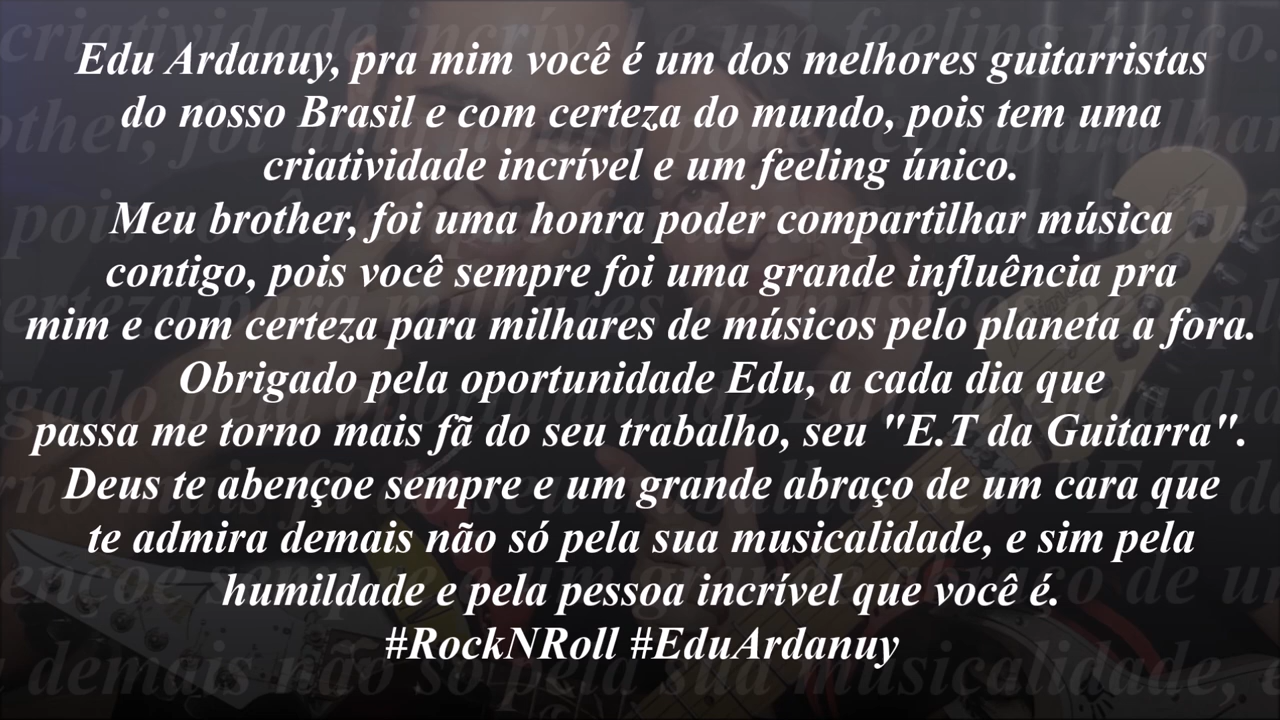 Edu Ardanuy, pra mim você é um dos melhores guitarristas
do nosso Brasil e com certeza do mundo, pois tem uma
criatividade incrível e um feeling único.
Meu brother, foi uma honra poder compartilhar música
contigo, pois você sempre foi uma grande influência pra
mim e com certeza para milhares de músicos pelo planeta a fora.
Obrigado pela oportunidade Edu, a cada dia que
passa me torno mais fã do seu trabalho, seu "E.T da Guitarra".
Deus te abençoe sempre e um grande abraço de um cara que
te admira demais não só pela sua musicalidade, e sim pela
humildade e pela pessoa incrível que você é.
#RockNRoll #EduArdanuy